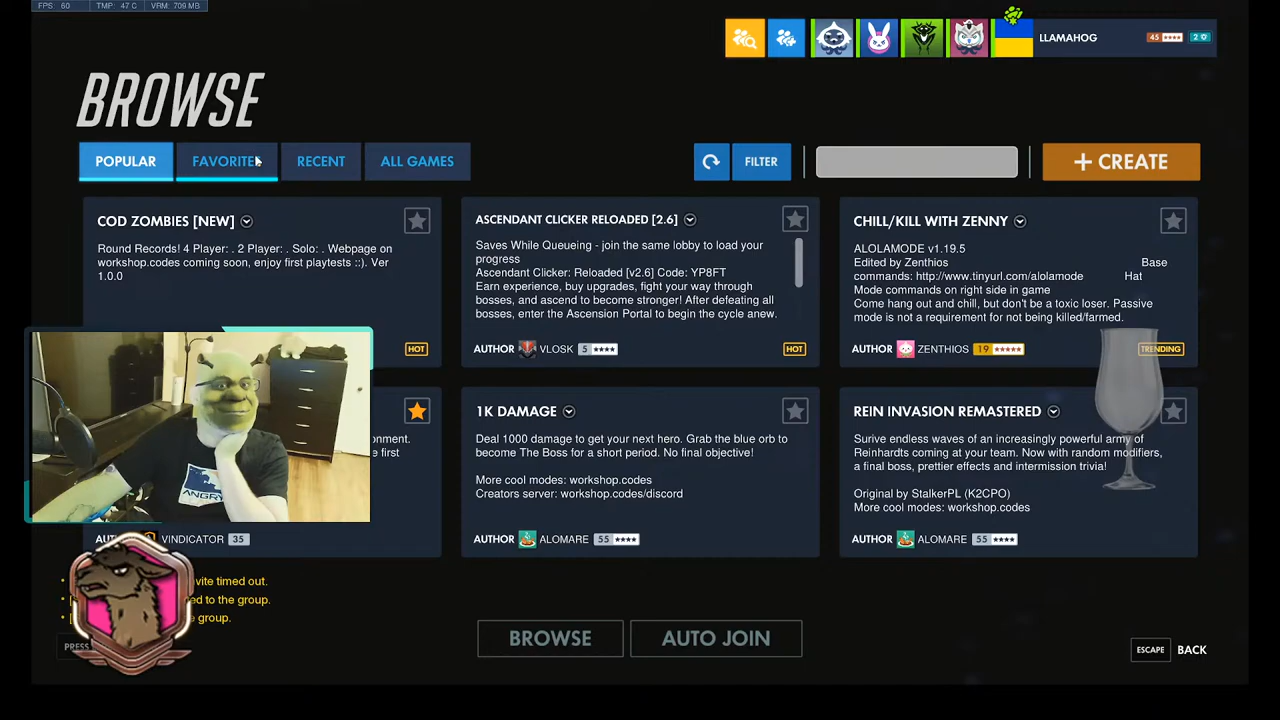 FPS 60 TMP: 47 C VRM: 709 MB
LLAMAHOG 45 2
BROWSE
POPULAR FAVORITE RECENT ALL GAMES FILTER + CREATE
COD ZOMBIES [NEW]
Round Records! 4 Player: . 2 Player: . Solo: . Webpage on
workshop.codes coming soon, enjoy first playtests ::). Ver
1.0.0
HOT
ASCENDANT CLICKER RELOADED [2.6]
Saves While Queueing - join the same lobby to load your
progress
Ascendant Clicker: Reloaded [v2.6] Code: YP8FT
Earn experience, buy upgrades, fight your way through
bosses, and ascend to become stronger! After defeating all
bosses, enter the Ascension Portal to begin the cycle anew.
AUTHOR VLOSK 5 HOT
CHILL/KILL WITH ZENNY
ALOLAMODE v1.19.5
Edited by Zenthios Base
commands: http://www.tinyurl.com/alolamode Hat
Mode commands on right side in game
Come hang out and chill, but don't be a toxic loser. Passive
mode is not a requirement for not being killed/farmed.
AUTHOR ZENTHIOS 19 TRENDING
onment.
e first
VINDICATOR 35
ANGRY
1K DAMAGE
Deal 1000 damage to get your next hero. Grab the blue orb to
become The Boss for a short period. No final objective!
More cool modes: workshop.codes
Creators server: workshop.codes/discord
AUTHOR ALOMARE 55
REIN INVASION REMASTERED
Surive endless waves of an increasingly powerful army of
Reinhardts coming at your team. Now with random modifiers,
a final boss, prettier effects and intermission trivia!
Original by StalkerPL (K2CPO)
More cool modes: workshop.codes
AUTHOR ALOMARE 55
vite timed out.
ed to the group.
e group.
PRESS
BROWSE AUTO JOIN
ESCAPE BACK